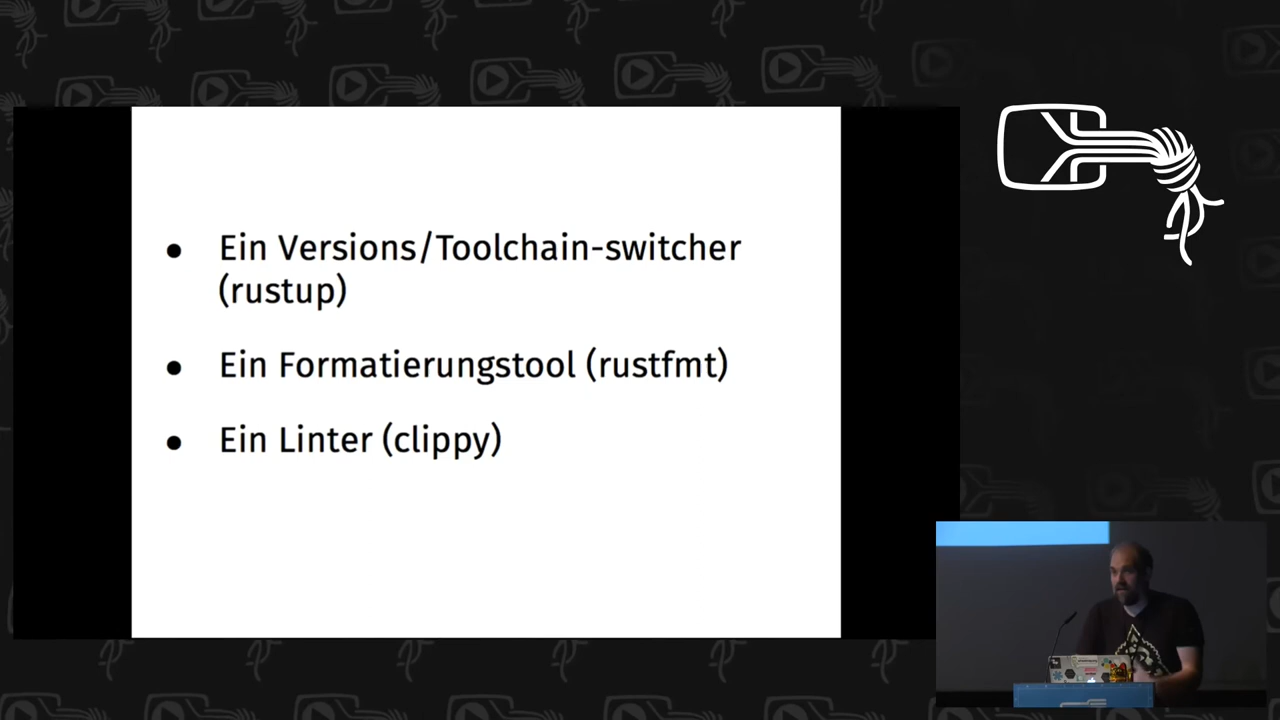 ● Ein Versions/Toolchain-switcher
(rustup)
● Ein Formatierungstool (rustfmt)
● Ein Linter (clippy)